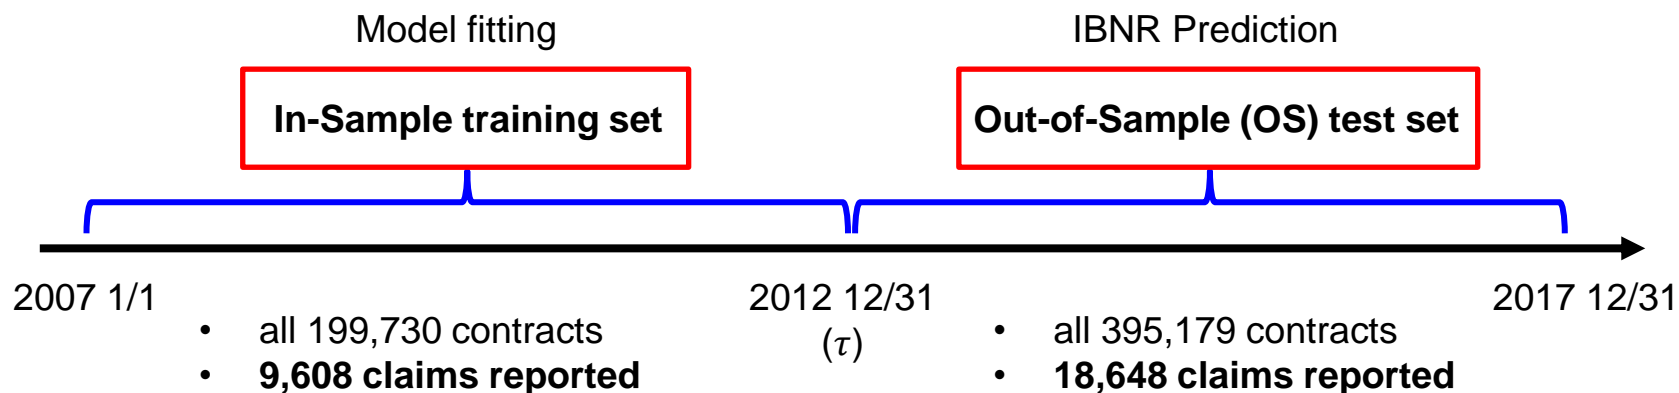 Model fitting
IBNR Prediction
In-Sample training set
Out-of-Sample (OS) test set
2007 1/1
2012 12/31
(τ)
2017 12/31
• all 199,730 contracts
• 9,608 claims reported
• all 395,179 contracts
• 18,648 claims reported